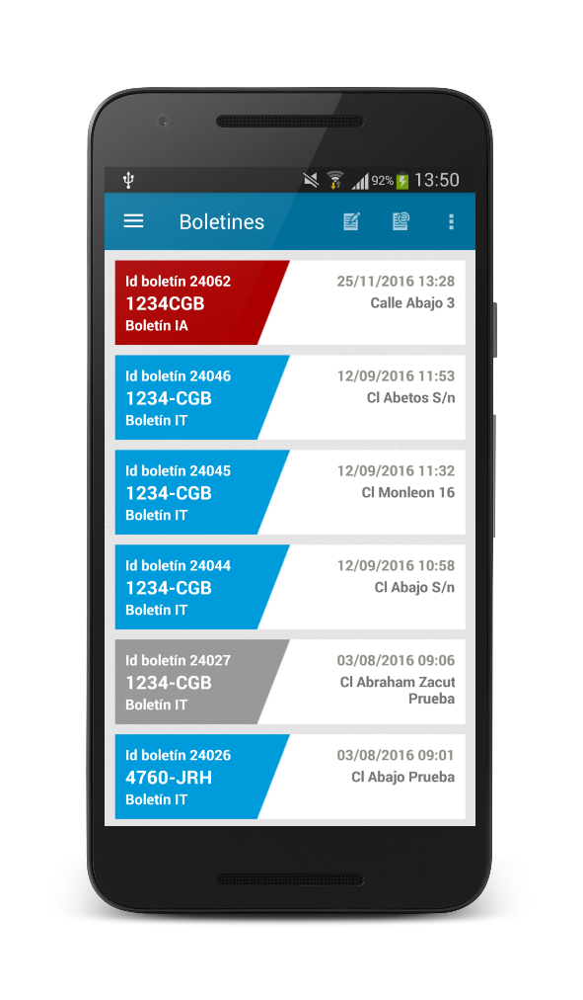 92% 13:50
Boletines
Id boletín 24062 25/11/2016 13:28
1234CGB Calle Abajo 3
Boletín IA
Id boletín 24046 12/09/2016 11:53
1234-CGB Cl Abetos S/n
Boletín IT
Id boletín 24045 12/09/2016 11:32
1234-CGB Cl Monleon 16
Boletín IT
Id boletín 24044 12/09/2016 10:58
1234-CGB Cl Abajo S/n
Boletín IT
Id boletín 24027 03/08/2016 09:06
1234-CGB Cl Abraham Zacut
Boletín IT Prueba
Id boletín 24026 03/08/2016 09:01
4760-JRH Cl Abajo Prueba
Boletín IT